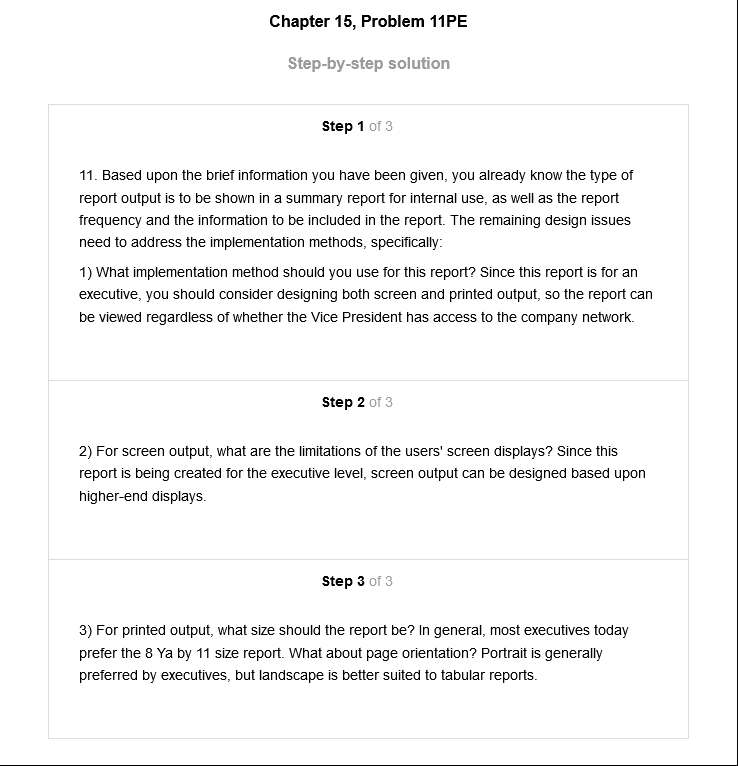 Chapter 15, Problem 11PE
Step-by-step solution
Step 1 of 3
11. Based upon the brief information you have been given, you already know the type of
report output is to be shown in a summary report for internal use, as well as the report
frequency and the information to be included in the report. The remaining design issues
need to address the implementation methods, specifically:
1) What implementation method should you use for this report? Since this report is for an
executive, you should consider designing both screen and printed output, so the report can
be viewed regardless of whether the Vice President has access to the company network.
Step 2 of 3
2) For screen output, what are the limitations of the users' screen displays? Since this
report is being created for the executive level, screen output can be designed based upon
higher-end displays.
Step 3 of 3
3) For printed output, what size should the report be? In general, most executives today
prefer the 8 Ya by 11 size report. What about page orientation? Portrait is generally
preferred by executives, but landscape is better suited to tabular reports.